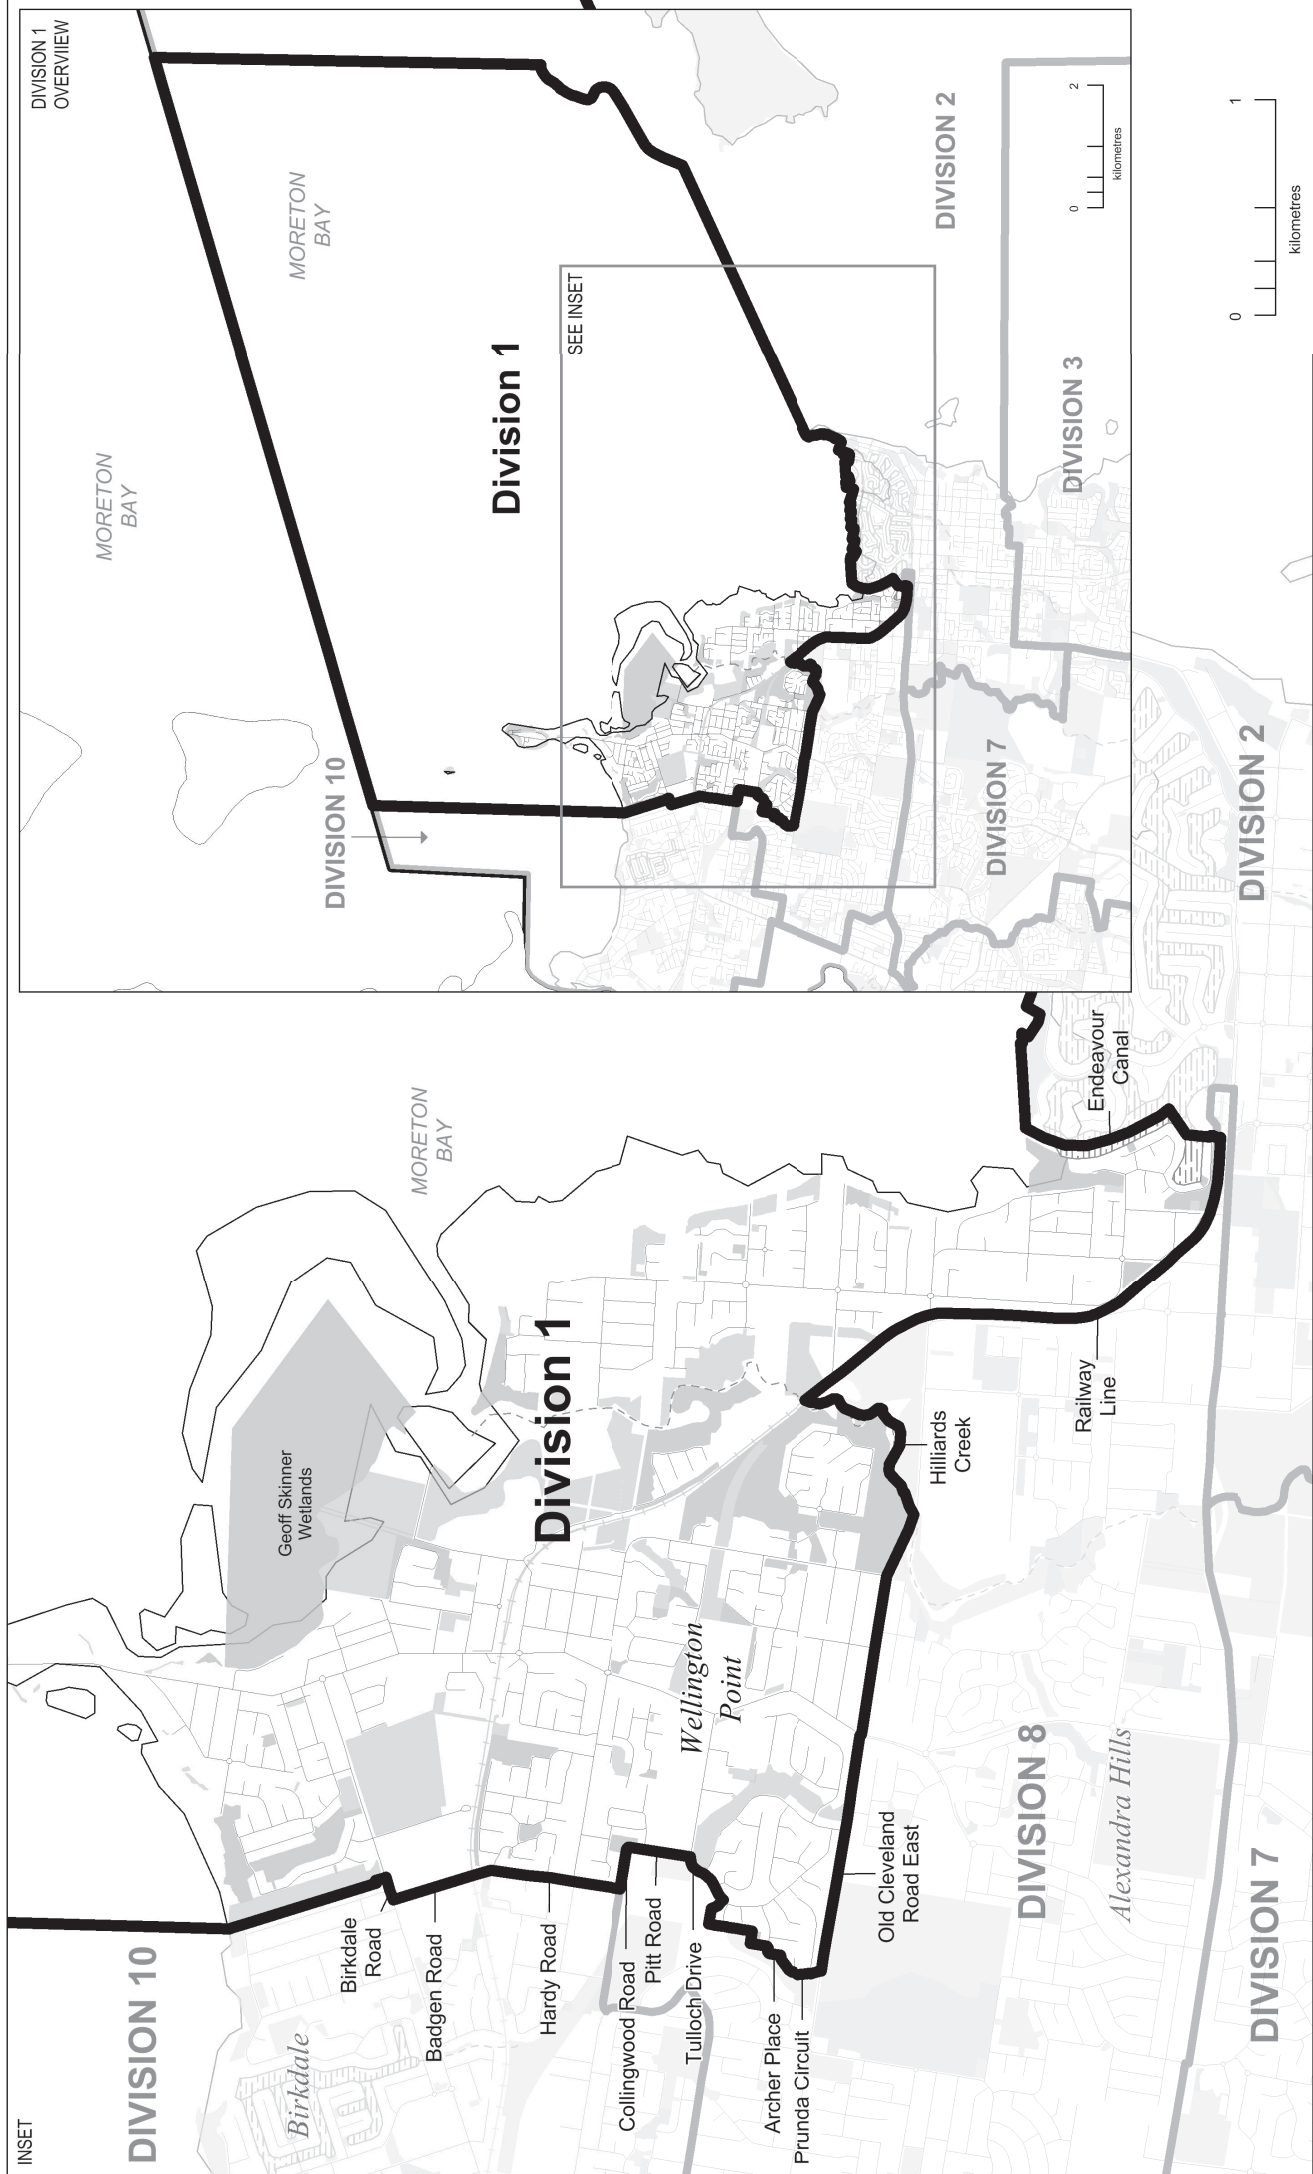 INSET
DIVISION 10
Birkdale
Birkdale
Road
Badgen Road
Hardy Road
Collingwood Road
Pitt Road
Tulloch Drive
Archer Place
Prunda Circuit
Old Cleveland
Road East
DIVISION 8
Alexandra Hills
DIVISION 7
Wellington
Point
Geoff Skinner
Wetlands
Division 1
Hilliards
Creek
Railway
Line
MORETON
BAY
Endeavour
Canal
DIVISION 2
DIVISION 1
OVERVIIEW
MORETON
BAY
MORETON
BAY
DIVISION 10
Division 1
SEE INSET
DIVISION 7
DIVISION 3
DIVISION 2
0
2
kilometres
0
1
kilometres